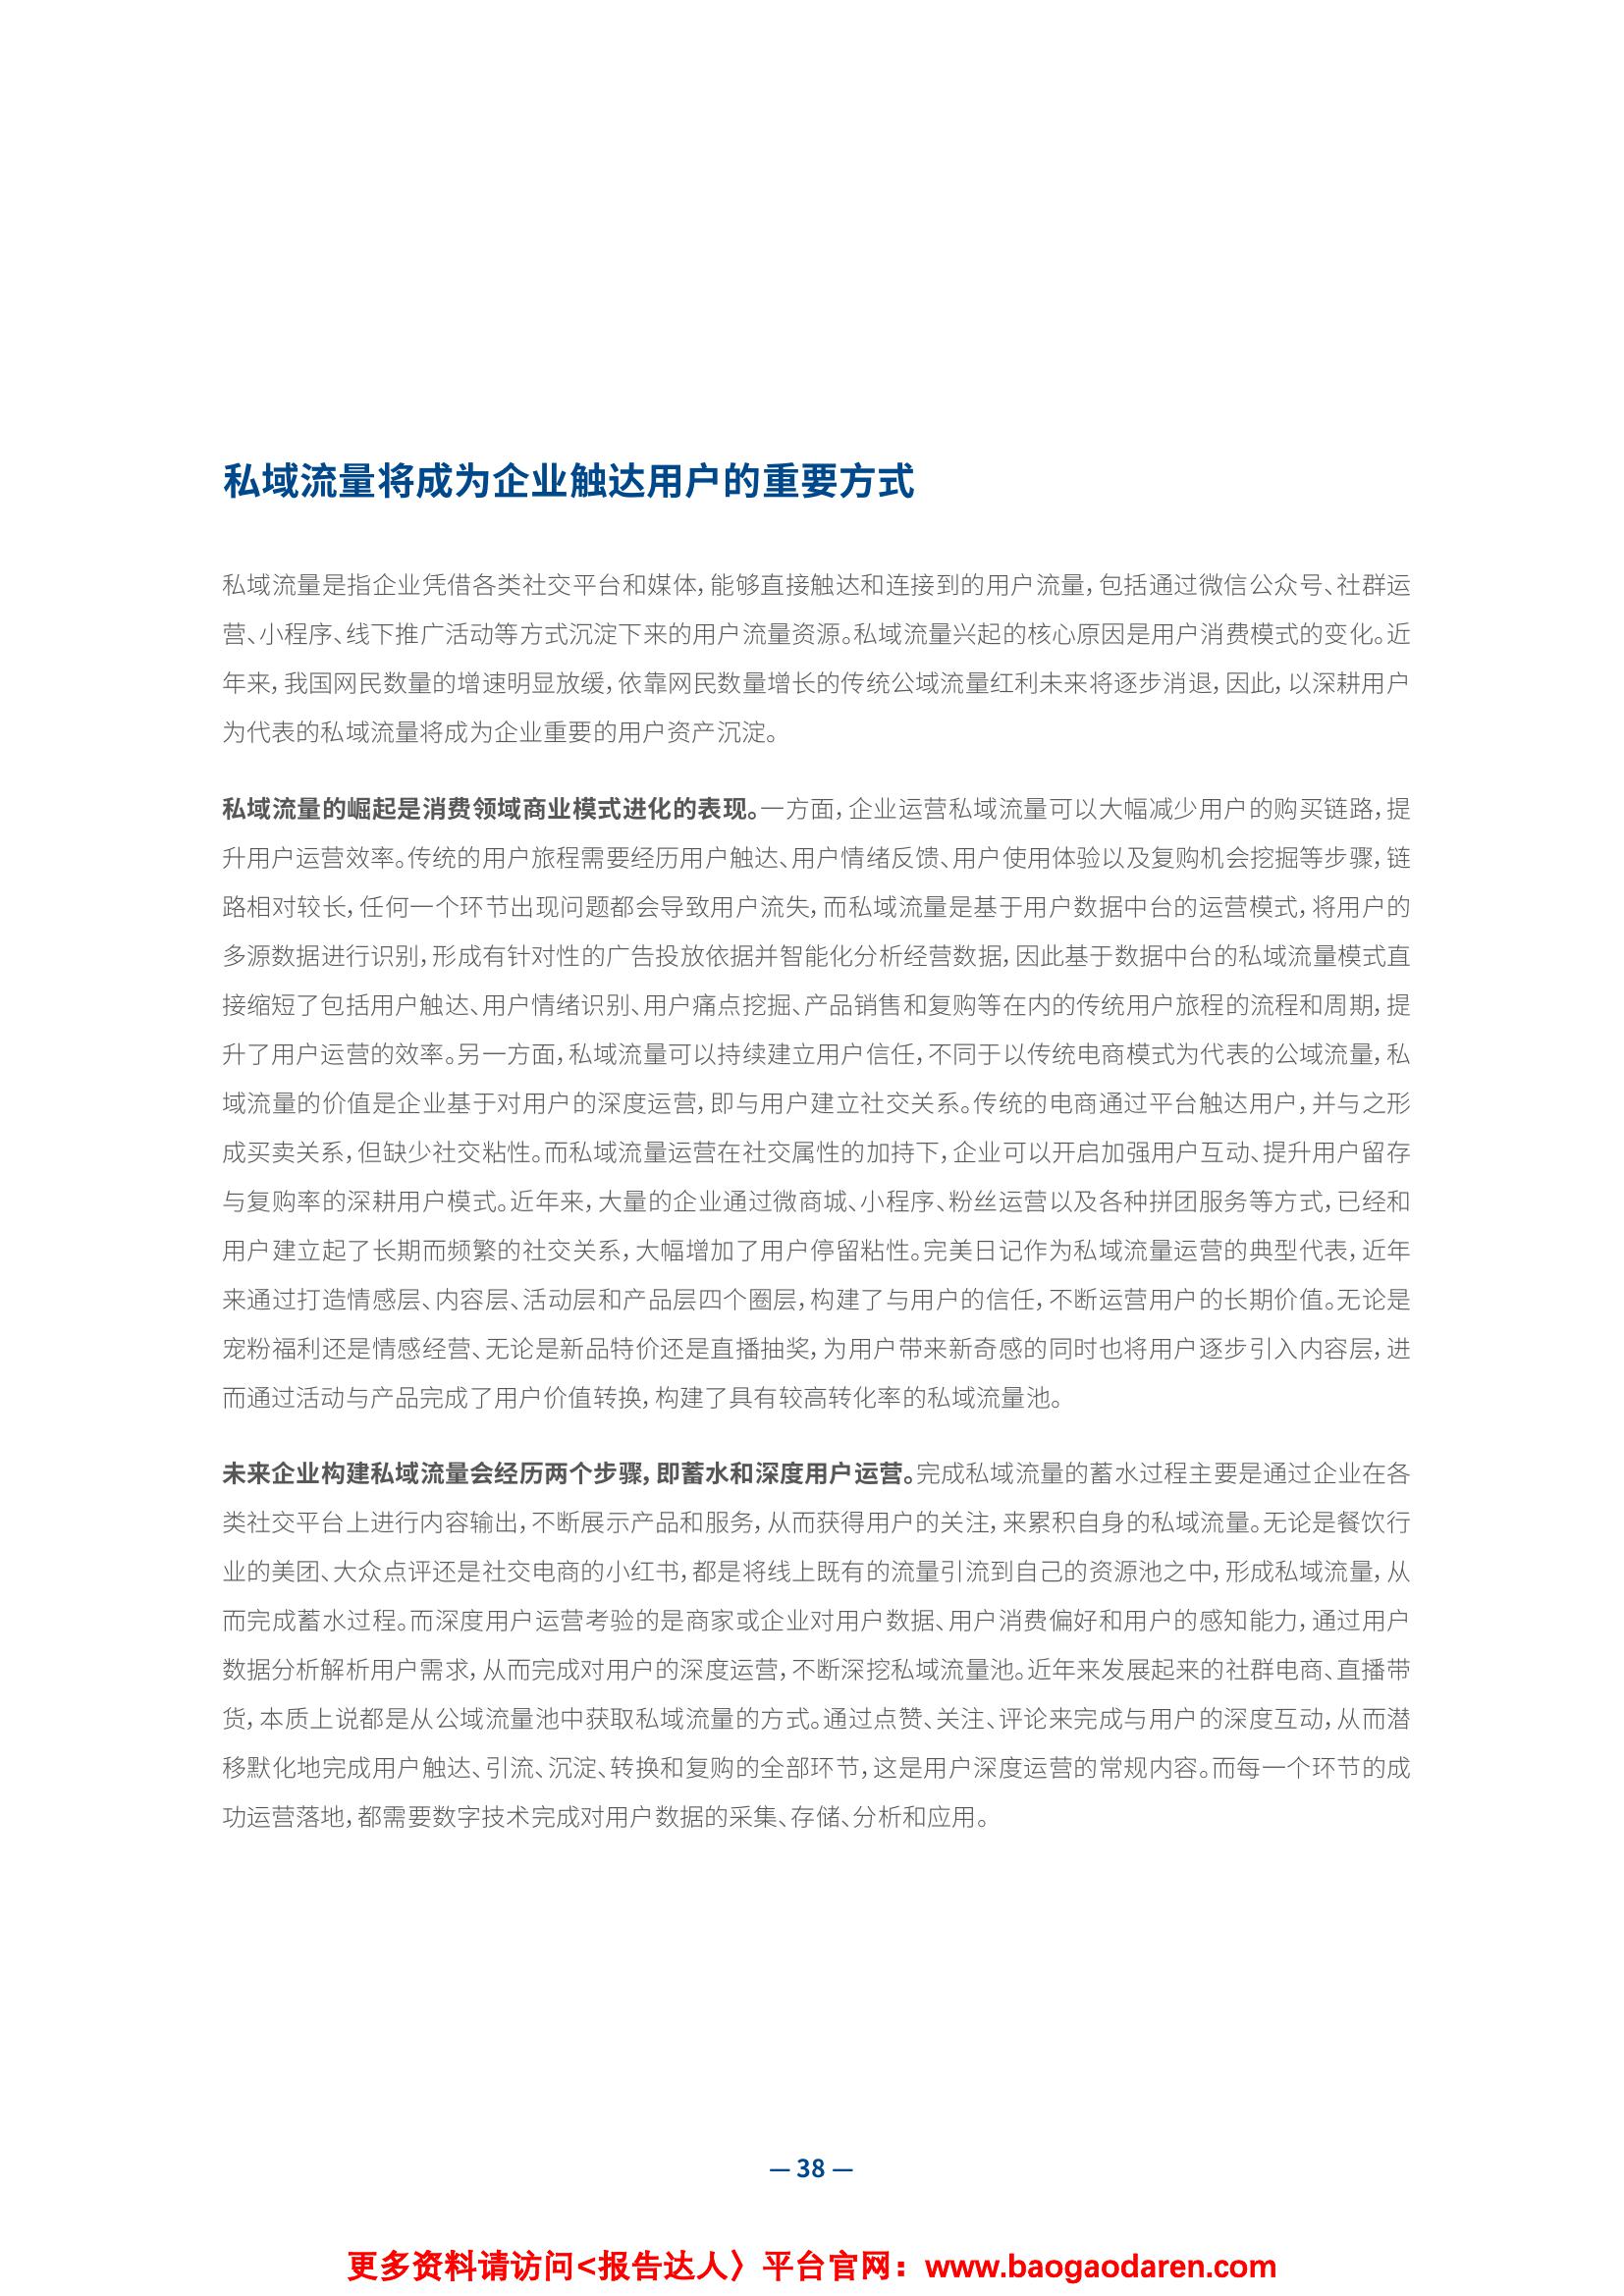 私域流量将成为企业触达用户的重要方式
私域流量是指企业凭借各类社交平台和媒体，能够直接触达和连接到的用户流量，包括通过微信公众号、社群运
营、小程序、线下推广活动等方式沉淀下来的用户流量资源。私域流量兴起的核心原因是用户消费模式的变化。近
年来，我国网民数量的增速明显放缓，依靠网民数量增长的传统公域流量红利未来将逐步消退，因此，以深耕用户
为代表的私域流量将成为企业重要的用户资产沉淀。
私域流量的崛起是消费领域商业模式进化的表现。一方面，企业运营私域流量可以大幅减少用户的购买链路，提
升用户运营效率。传统的用户旅程需要经历用户触达、用户情绪反馈、用户使用体验以及复购机会挖掘等步骤，链
路相对较长，任何一个环节出现问题都会导致用户流失，而私域流量是基于用户数据中台的运营模式，将用户的
多源数据进行识别，形成有针对性的广告投放依据并智能化分析经营数据，因此基于数据中台的私域流量模式直
接缩短了包括用户触达、用户情绪识别、用户痛点挖掘、产品销售和复购等在内的传统用户旅程的流程和周期，提
升了用户运营的效率。另一方面，私域流量可以持续建立用户信任，不同于以传统电商模式为代表的公域流量，私
域流量的价值是企业基于对用户的深度运营，即与用户建立社交关系。传统的电商通过平台触达用户，并与之形
成买卖关系，但缺少社交粘性。而私域流量运营在社交属性的加持下，企业可以开启加强用户互动、提升用户留存
与复购率的深耕用户模式。近年来，大量的企业通过微商城、小程序、粉丝运营以及各种拼团服务等方式，已经和
用户建立起了长期而频繁的社交关系，大幅增加了用户停留粘性。完美日记作为私域流量运营的典型代表，近年
来通过打造情感层、内容层、活动层和产品层四个圈层，构建了与用户的信任，不断运营用户的长期价值。无论是
宠粉福利还是情感经营、无论是新品特价还是直播抽奖，为用户带来新奇感的同时也将用户逐步引入内容层，进
而通过活动与产品完成了用户价值转换，构建了具有较高转化率的私域流量池。
未来企业构建私域流量会经历两个步骤，即蓄水和深度用户运营。完成私域流量的蓄水过程主要是通过企业在各
类社交平台上进行内容输出，不断展示产品和服务，从而获得用户的关注，来累积自身的私域流量。无论是餐饮行
业的美团、大众点评还是社交电商的小红书，都是将线上既有的流量引流到自己的资源池之中，形成私域流量，从
而完成蓄水过程。而深度用户运营考验的是商家或企业对用户数据、用户消费偏好和用户的感知能力，通过用户
数据分析解析用户需求，从而完成对用户的深度运营，不断深挖私域流量池。近年来发展起来的社群电商、直播带
货，本质上说都是从公域流量池中获取私域流量的方式。通过点赞、关注、评论来完成与用户的深度互动，从而潜
移默化地完成用户触达、引流、沉淀、转换和复购的全部环节，这是用户深度运营的常规内容。而每一个环节的成
功运营落地，都需要数字技术完成对用户数据的采集、存储、分析和应用。
— 38 —
更多资料请访问<报告达人〉平台官网：www.baogaodaren.com